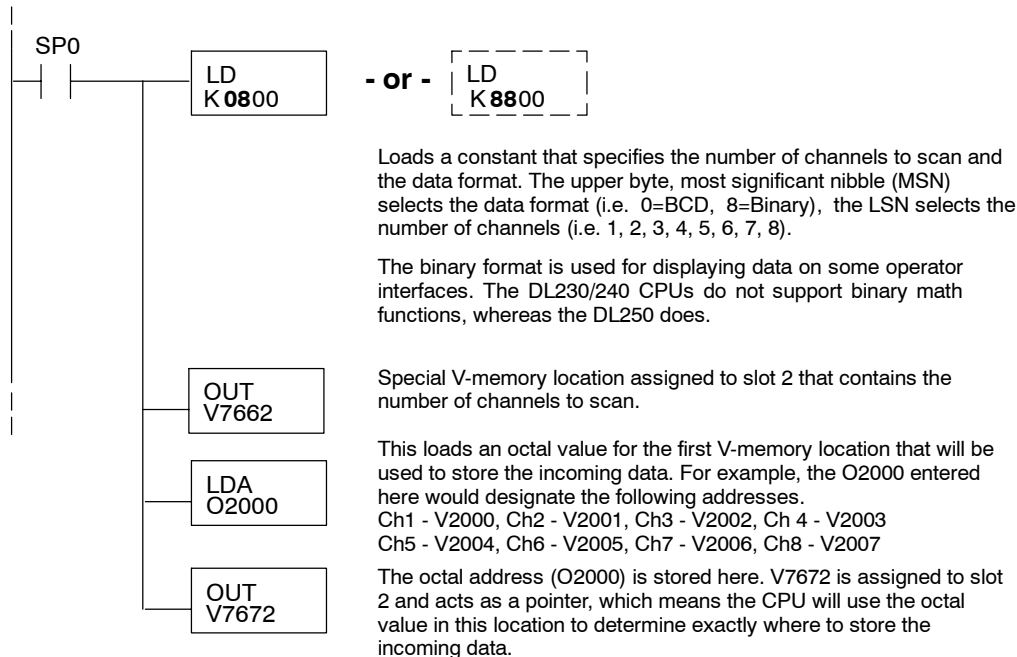 SP0
LD
K 0800
- or -
LD
K 8800
Loads a constant that specifies the number of channels to scan and
the data format. The upper byte, most significant nibble (MSN)
selects the data format (i.e. 0=BCD, 8=Binary), the LSN selects the
number of channels (i.e. 1, 2, 3, 4, 5, 6, 7, 8).
The binary format is used for displaying data on some operator
interfaces. The DL230/240 CPUs do not support binary math
functions, whereas the DL250 does.
OUT
V7662
Special V-memory location assigned to slot 2 that contains the
number of channels to scan.
LDA
O2000
This loads an octal value for the first V-memory location that will be
used to store the incoming data. For example, the O2000 entered
here would designate the following addresses.
Ch1 - V2000, Ch2 - V2001, Ch3 - V2002, Ch 4 - V2003
Ch5 - V2004, Ch6 - V2005, Ch7 - V2006, Ch8 - V2007
OUT
V7672
The octal address (O2000) is stored here. V7672 is assigned to slot
2 and acts as a pointer, which means the CPU will use the octal
value in this location to determine exactly where to store the
incoming data.